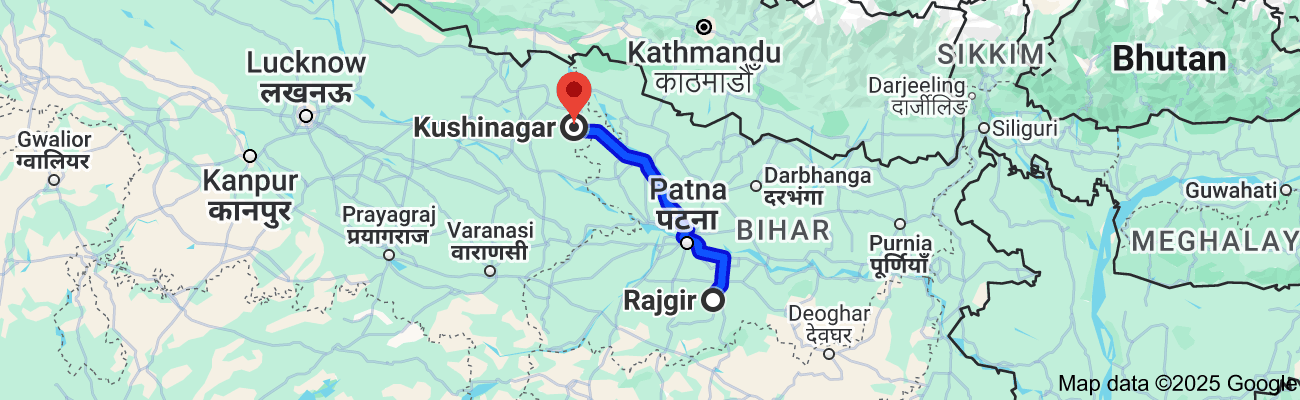 Kathmandu
काठमाडौँ
SIKKIM
Bhutan
Lucknow
लखनऊ
Darjeeling
दार्जीलिङ
Kushinagar
Siliguri
Gwalior
ग्वालियर
Kanpur
कानपुर
Patna
पटना
Darbhanga
दरभंगा
Guwahati
Prayagraj
प्रयागराज
Varanasi
वाराणसी
BIHAR
Purnia
पूर्णियाँ
MEGHALAY
Rajgir
Deoghar
देवघर
Map data ©2025 Google